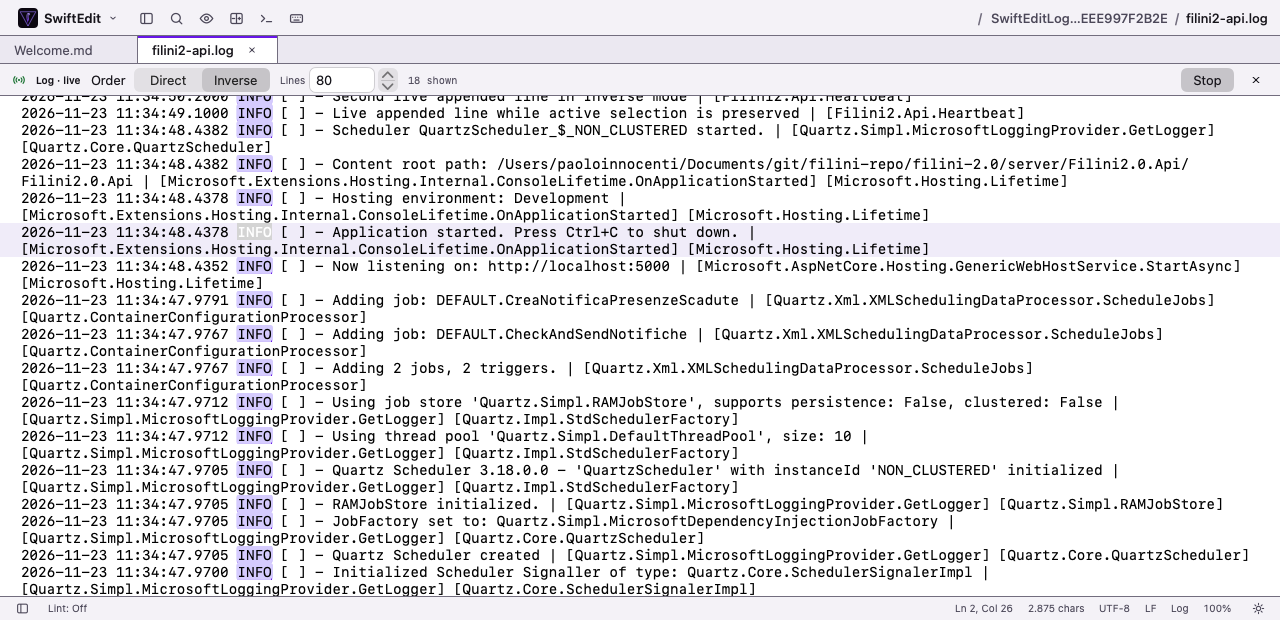 SwiftEdit
/ SwiftEditLog...EEE997F2B2E / filini2-api.log
Welcome.md
filini2-api.log ×
Log · live Order Direct Inverse Lines 80 18 shown Stop ×
2026-11-23 11:34:50.2000 INFO [ ] – Second live appended line in inverse mode | [Filini2.Api.Heartbeat]
2026-11-23 11:34:49.1000 INFO [ ] – Live appended line while active selection is preserved | [Filini2.Api.Heartbeat]
2026-11-23 11:34:48.4382 INFO [ ] – Scheduler QuartzScheduler_$_NON_CLUSTERED started. | [Quartz.Simpl.MicrosoftLoggingProvider.GetLogger]
[Quartz.Core.QuartzScheduler]
2026-11-23 11:34:48.4382 INFO [ ] – Content root path: /Users/paoloinnocenti/Documents/git/filini-repo/filini-2.0/server/Filini2.0.Api/
Filini2.0.Api | [Microsoft.Extensions.Hosting.Internal.ConsoleLifetime.OnApplicationStarted] [Microsoft.Hosting.Lifetime]
2026-11-23 11:34:48.4378 INFO [ ] – Hosting environment: Development |
[Microsoft.Extensions.Hosting.Internal.ConsoleLifetime.OnApplicationStarted] [Microsoft.Hosting.Lifetime]
2026-11-23 11:34:48.4378 INFO [ ] – Application started. Press Ctrl+C to shut down. |
[Microsoft.Extensions.Hosting.Internal.ConsoleLifetime.OnApplicationStarted] [Microsoft.Hosting.Lifetime]
2026-11-23 11:34:48.4352 INFO [ ] – Now listening on: http://localhost:5000 | [Microsoft.AspNetCore.Hosting.GenericWebHostService.StartAsync]
[Microsoft.Hosting.Lifetime]
2026-11-23 11:34:47.9791 INFO [ ] – Adding job: DEFAULT.CreaNotificaPresenzeScadute | [Quartz.Xml.XMLSchedulingDataProcessor.ScheduleJobs]
[Quartz.ContainerConfigurationProcessor]
2026-11-23 11:34:47.9767 INFO [ ] – Adding job: DEFAULT.CheckAndSendNotifiche | [Quartz.Xml.XMLSchedulingDataProcessor.ScheduleJobs]
[Quartz.ContainerConfigurationProcessor]
2026-11-23 11:34:47.9767 INFO [ ] – Adding 2 jobs, 2 triggers. | [Quartz.Xml.XMLSchedulingDataProcessor.ScheduleJobs]
[Quartz.ContainerConfigurationProcessor]
2026-11-23 11:34:47.9712 INFO [ ] – Using job store 'Quartz.Simpl.RAMJobStore', supports persistence: False, clustered: False |
[Quartz.Simpl.MicrosoftLoggingProvider.GetLogger] [Quartz.Impl.StdSchedulerFactory]
2026-11-23 11:34:47.9712 INFO [ ] – Using thread pool 'Quartz.Simpl.DefaultThreadPool', size: 10 |
[Quartz.Simpl.MicrosoftLoggingProvider.GetLogger] [Quartz.Impl.StdSchedulerFactory]
2026-11-23 11:34:47.9705 INFO [ ] – Quartz Scheduler 3.18.0.0 – 'QuartzScheduler' with instanceId 'NON_CLUSTERED' initialized |
[Quartz.Simpl.MicrosoftLoggingProvider.GetLogger] [Quartz.Impl.StdSchedulerFactory]
2026-11-23 11:34:47.9705 INFO [ ] – RAMJobStore initialized. | [Quartz.Simpl.MicrosoftLoggingProvider.GetLogger] [Quartz.Simpl.RAMJobStore]
2026-11-23 11:34:47.9705 INFO [ ] – JobFactory set to: Quartz.Simpl.MicrosoftDependencyInjectionJobFactory |
[Quartz.Simpl.MicrosoftLoggingProvider.GetLogger] [Quartz.Core.QuartzScheduler]
2026-11-23 11:34:47.9705 INFO [ ] – Quartz Scheduler created | [Quartz.Simpl.MicrosoftLoggingProvider.GetLogger] [Quartz.Core.QuartzScheduler]
2026-11-23 11:34:47.9700 INFO [ ] – Initialized Scheduler Signaller of type: Quartz.Core.SchedulerSignalerImpl |
[Quartz.Simpl.MicrosoftLoggingProvider.GetLogger] [Quartz.Core.SchedulerSignalerImpl]
Lint: Off Ln 2, Col 26 2.875 chars UTF-8 LF Log 100%